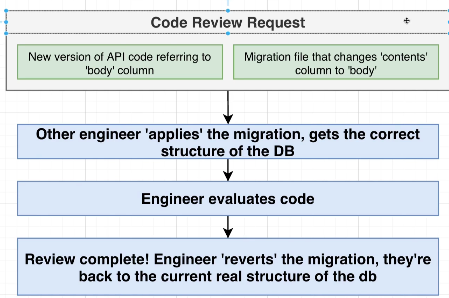 Code Review Request
New version of API code referring to
'body' column
Migration file that changes 'contents'
column to 'body'
Other engineer 'applies' the migration, gets the correct
structure of the DB
Engineer evaluates code
Review complete! Engineer 'reverts' the migration, they're
back to the current real structure of the db